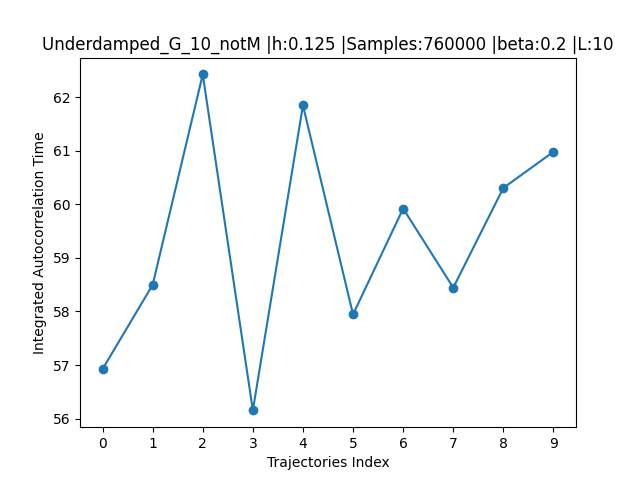 Underdamped_G_10_notM |h:0.125 |Samples:760000 |beta:0.2 |L:10
Integrated Autocorrelation Time
62
61
60
59
58
57
56
0 1 2 3 4 5 6 7 8 9
Trajectories Index